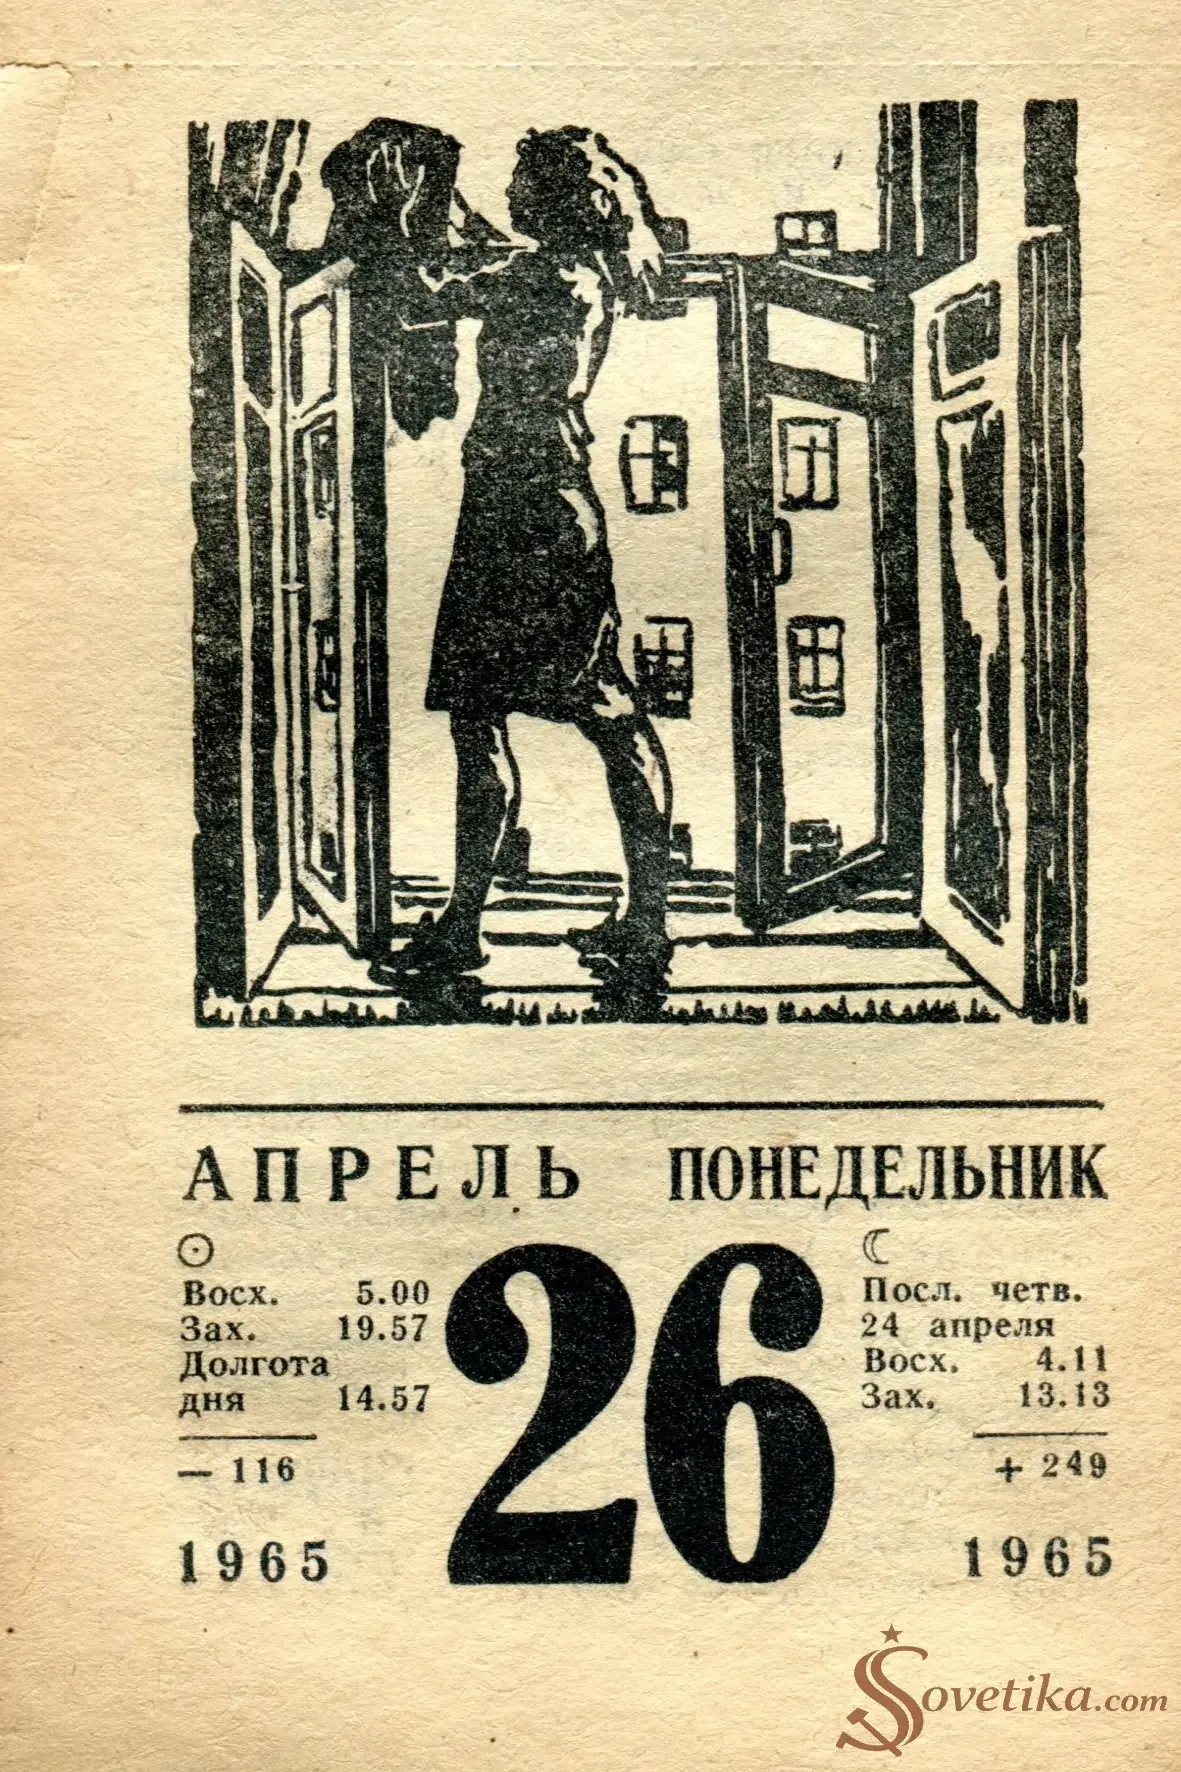 АПРЕЛЬ ПОНЕДЕЛЬНИК
26
Восх. 5.00
Зах. 19.57
Долгота
дня 14.57
— 116
1965
Посл. четв.
24 апреля
Восх. 4.11
Зах. 13.13
+ 249
1965
Sovetika.com